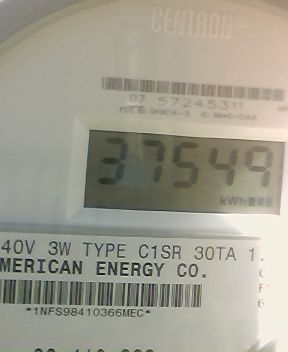 CENTRON®
07 57245311
37549
kWh
40V 3W TYPE C1SR 30TA 1.
MERICAN ENERGY CO.
*1NFS98410366MEC*